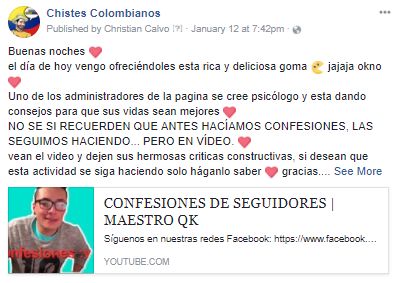 Chistes Colombianos
Published by Christian Calvo [?] · January 12 at 7:42pm ·
Buenas noches ❤
el día de hoy vengo ofreciéndoles esta rica y deliciosa goma jajaja okno
❤
Uno de los administradores de la pagina se cree psicólogo y esta dando
consejos para que sus vidas sean mejores ❤
NO SE SI RECUERDEN QUE ANTES HACÍAMOS CONFESIONES, LAS
SEGUIMOS HACIENDO... PERO EN VÍDEO. ❤
vean el video y dejen sus hermosas criticas constructivas, si desean que
esta actividad se siga haciendo solo háganlo saber ❤ gracias.... See More
CONFESIONES DE SEGUIDORES |
MAESTRO QK
Síguenos en nuestras redes Facebook: https://www.facebook....
YOUTUBE.COM